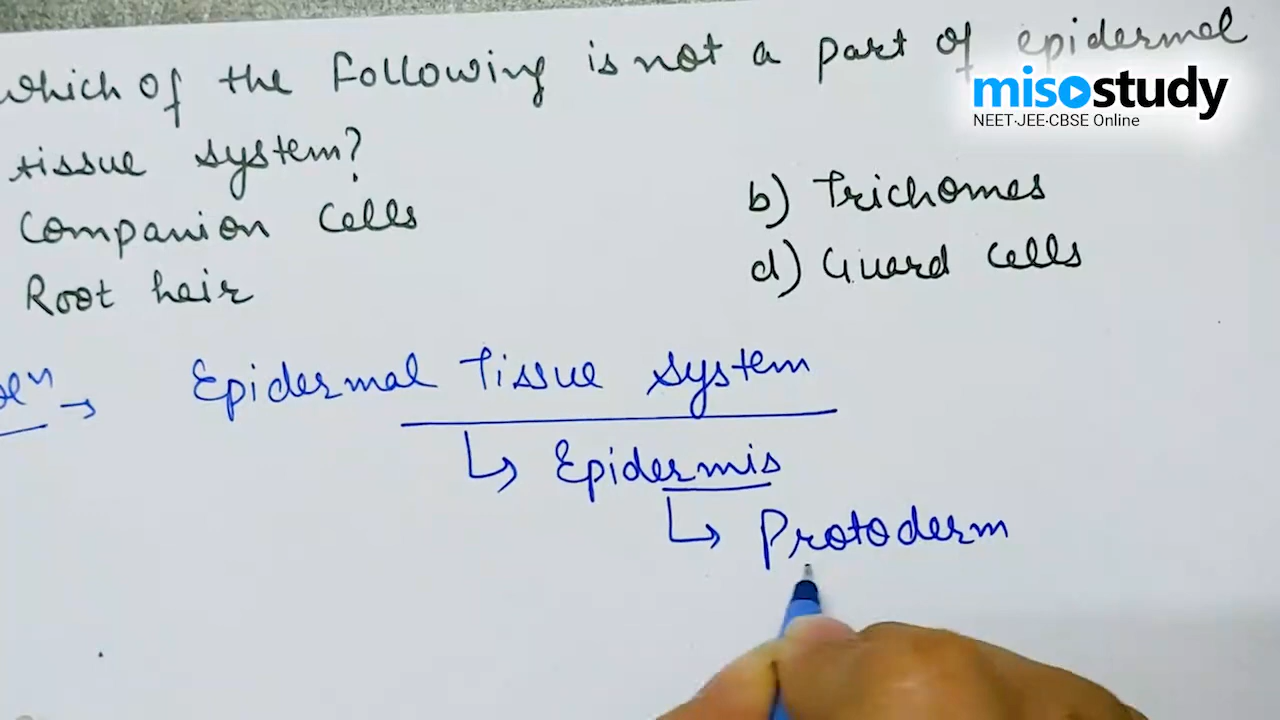 which of the following is not a part of epidermal
misostudy
NEET·JEE·CBSE Online
tissue system?
Companion Cells
b) Trichomes
Root hair
d) Guard cells
→ Epidermal Tissue system
↳ Epidermis
↳ Protoderm